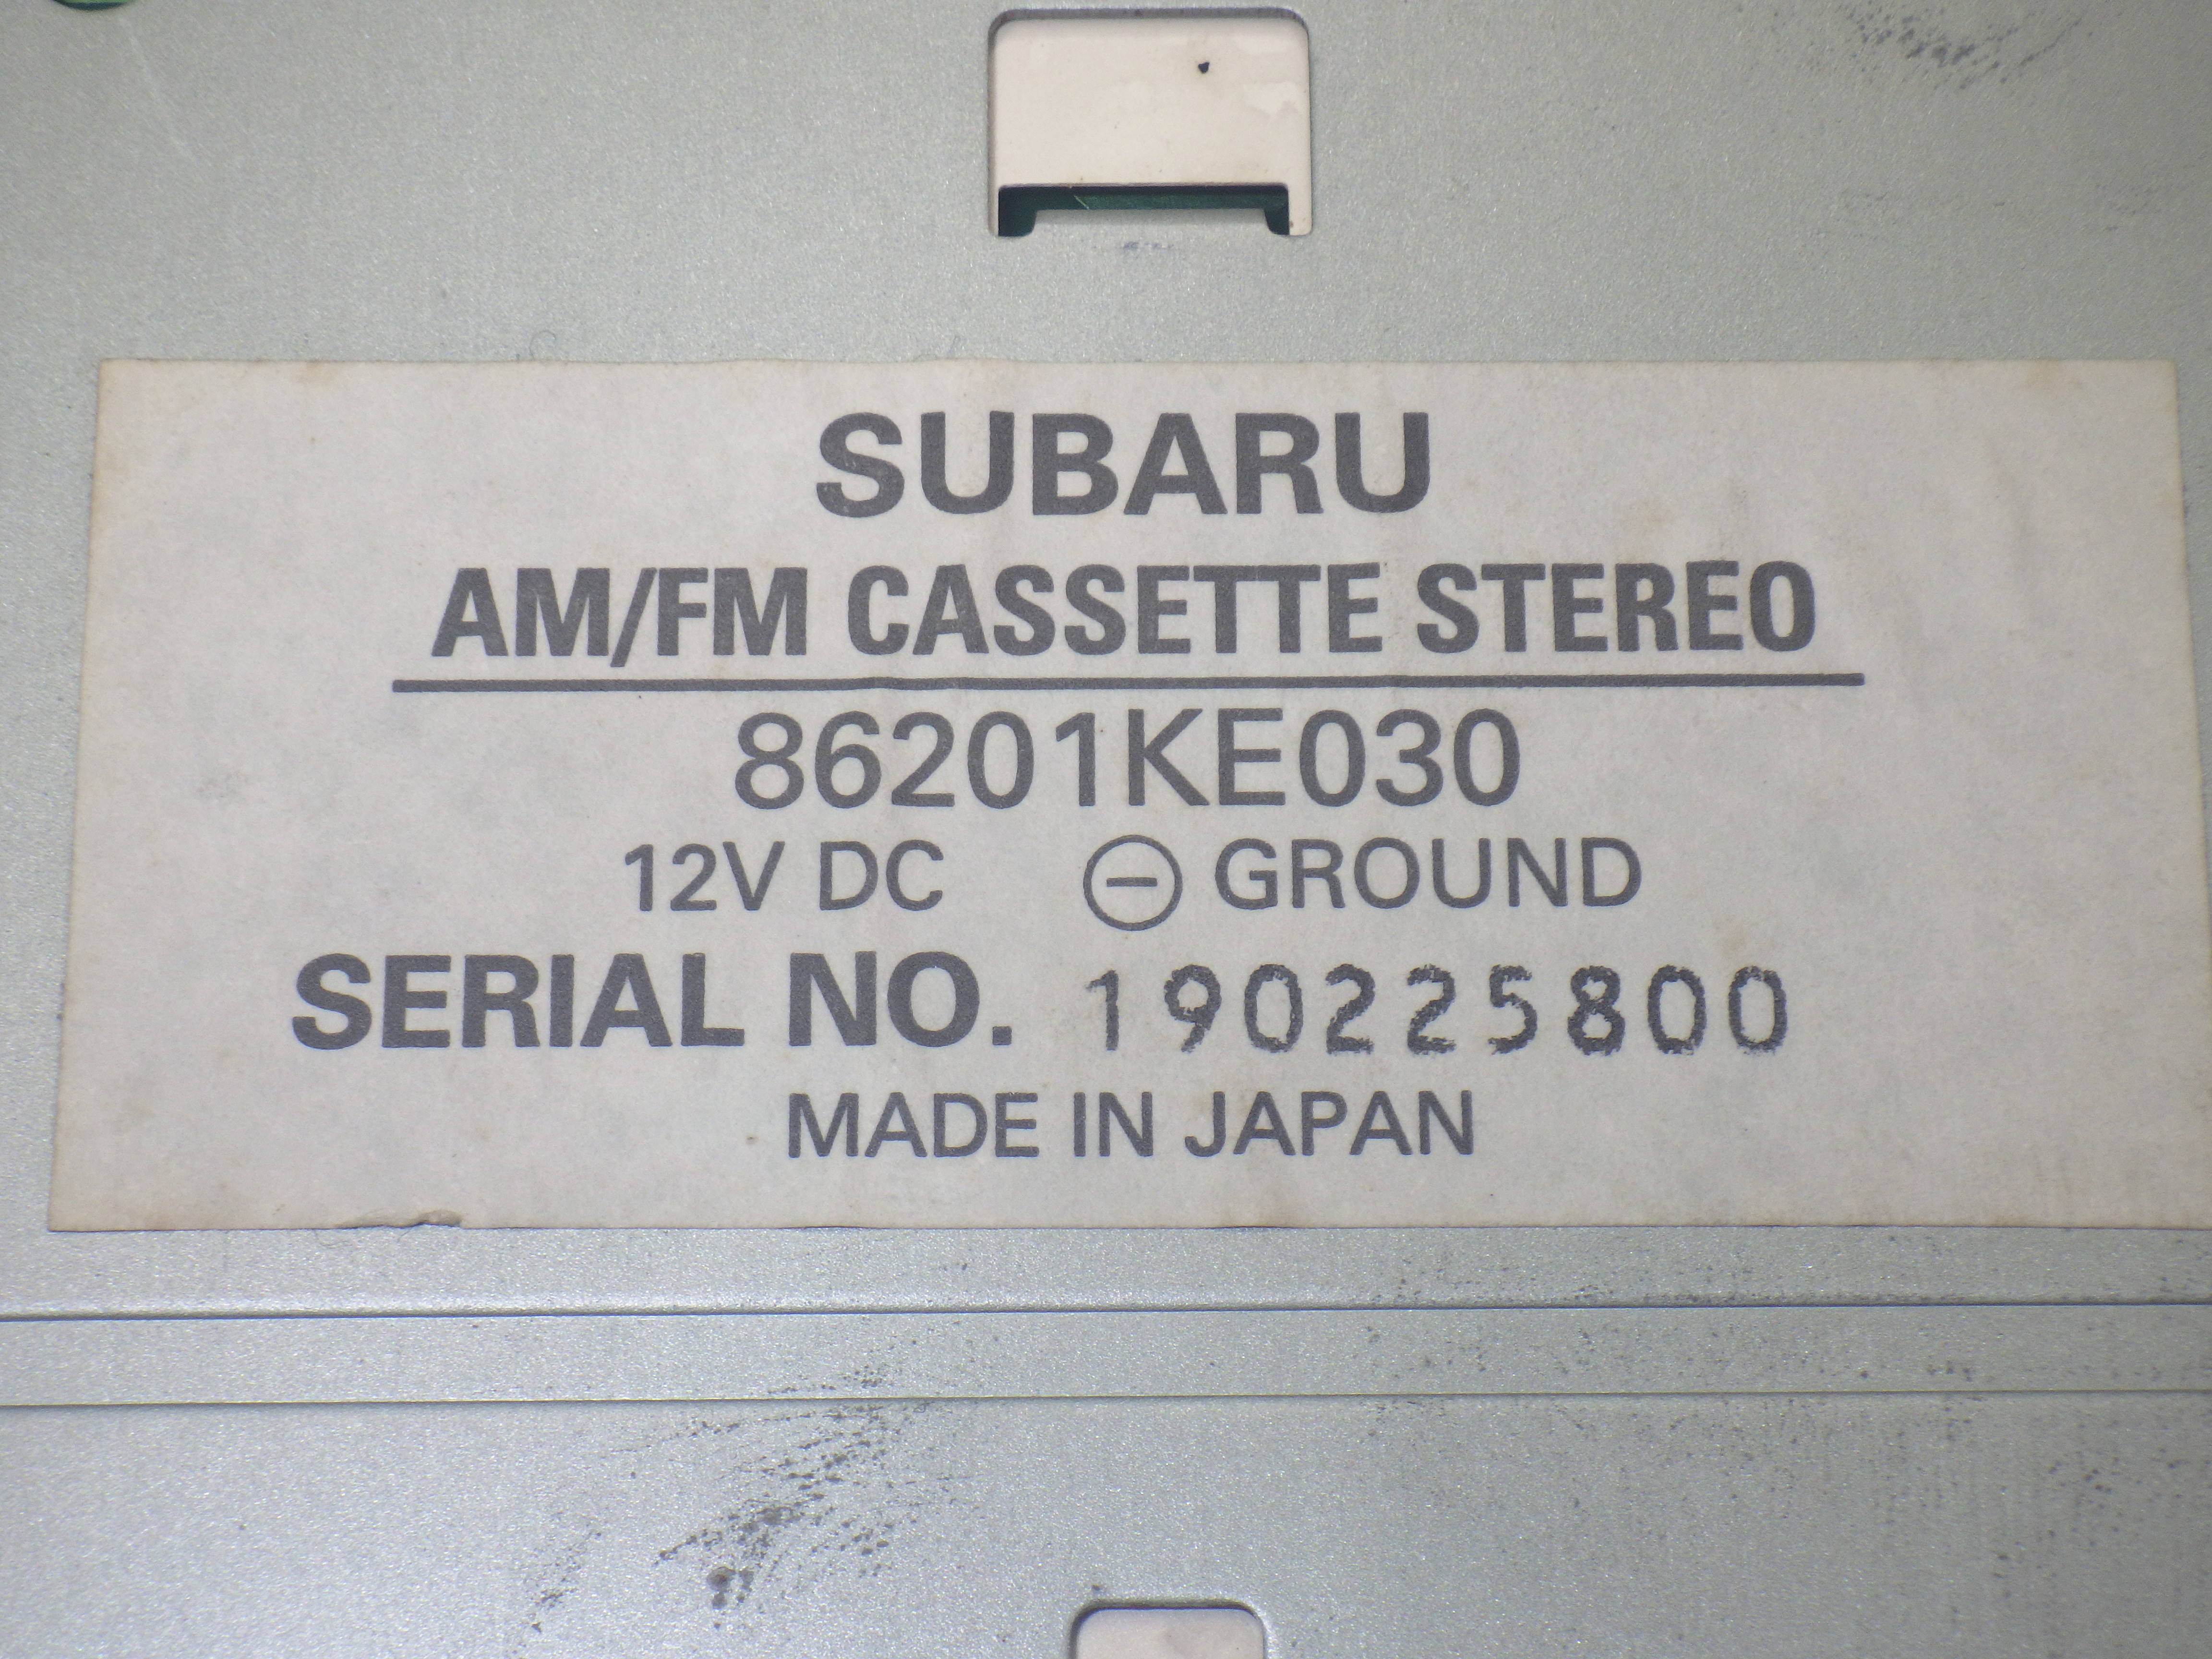 SUBARU
AM/FM CASSETTE STEREO
86201KE030
12V DC ⊖ GROUND
SERIAL NO. 190225800
MADE IN JAPAN